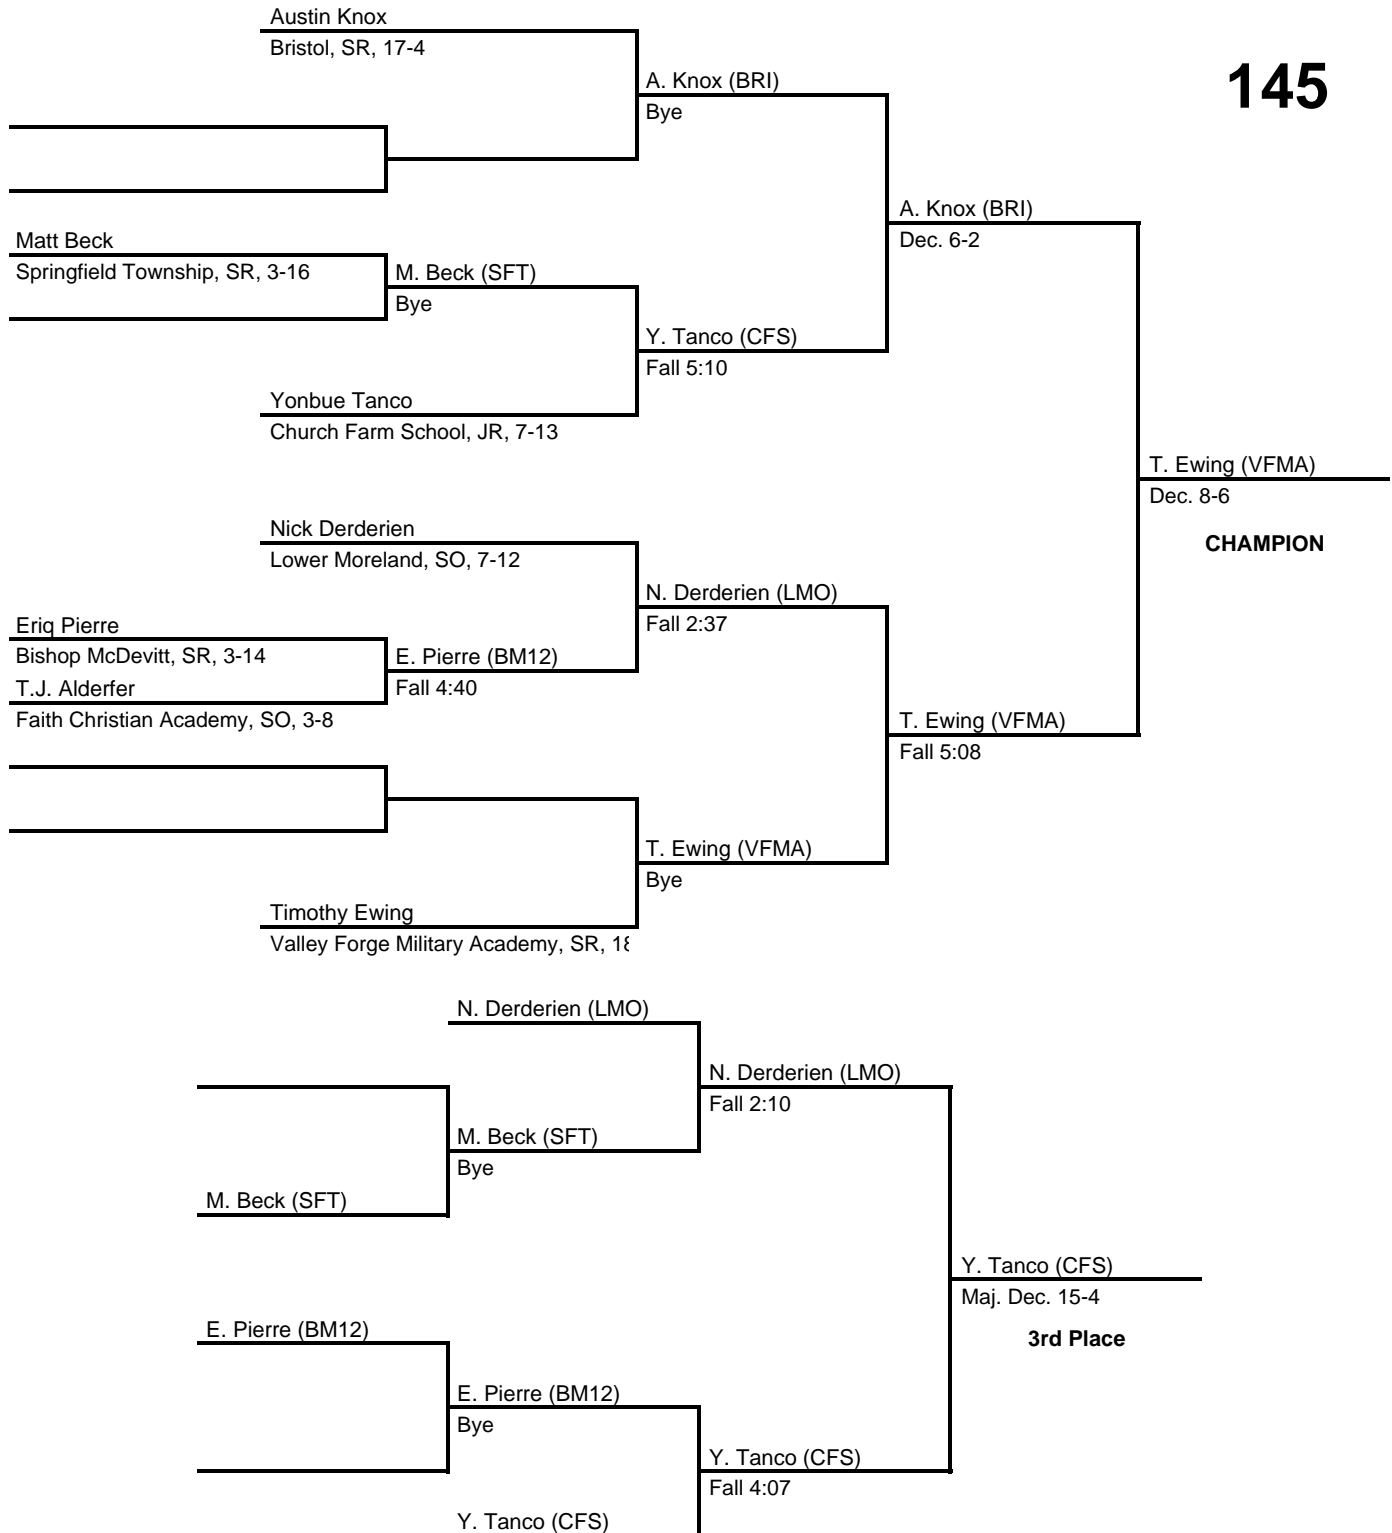 Austin Knox
Bristol, SR, 17-4
145
A. Knox (BRI)
Bye
A. Knox (BRI)
Dec. 6-2
Matt Beck
Springfield Township, SR, 3-16
M. Beck (SFT)
Bye
Y. Tanco (CFS)
Fall 5:10
Yonbue Tanco
Church Farm School, JR, 7-13
T. Ewing (VFMA)
Dec. 8-6
CHAMPION
Nick Derderien
Lower Moreland, SO, 7-12
N. Derderien (LMO)
Fall 2:37
Eriq Pierre
Bishop McDevitt, SR, 3-14
E. Pierre (BM12)
Fall 4:40
T.J. Alderfer
Faith Christian Academy, SO, 3-8
T. Ewing (VFMA)
Fall 5:08
T. Ewing (VFMA)
Bye
Timothy Ewing
Valley Forge Military Academy, SR,
N. Derderien (LMO)
N. Derderien (LMO)
Fall 2:10
M. Beck (SFT)
Bye
M. Beck (SFT)
Y. Tanco (CFS)
Maj. Dec. 15-4
3rd Place
E. Pierre (BM12)
E. Pierre (BM12)
Bye
Y. Tanco (CFS)
Fall 4:07
Y. Tanco (CFS)